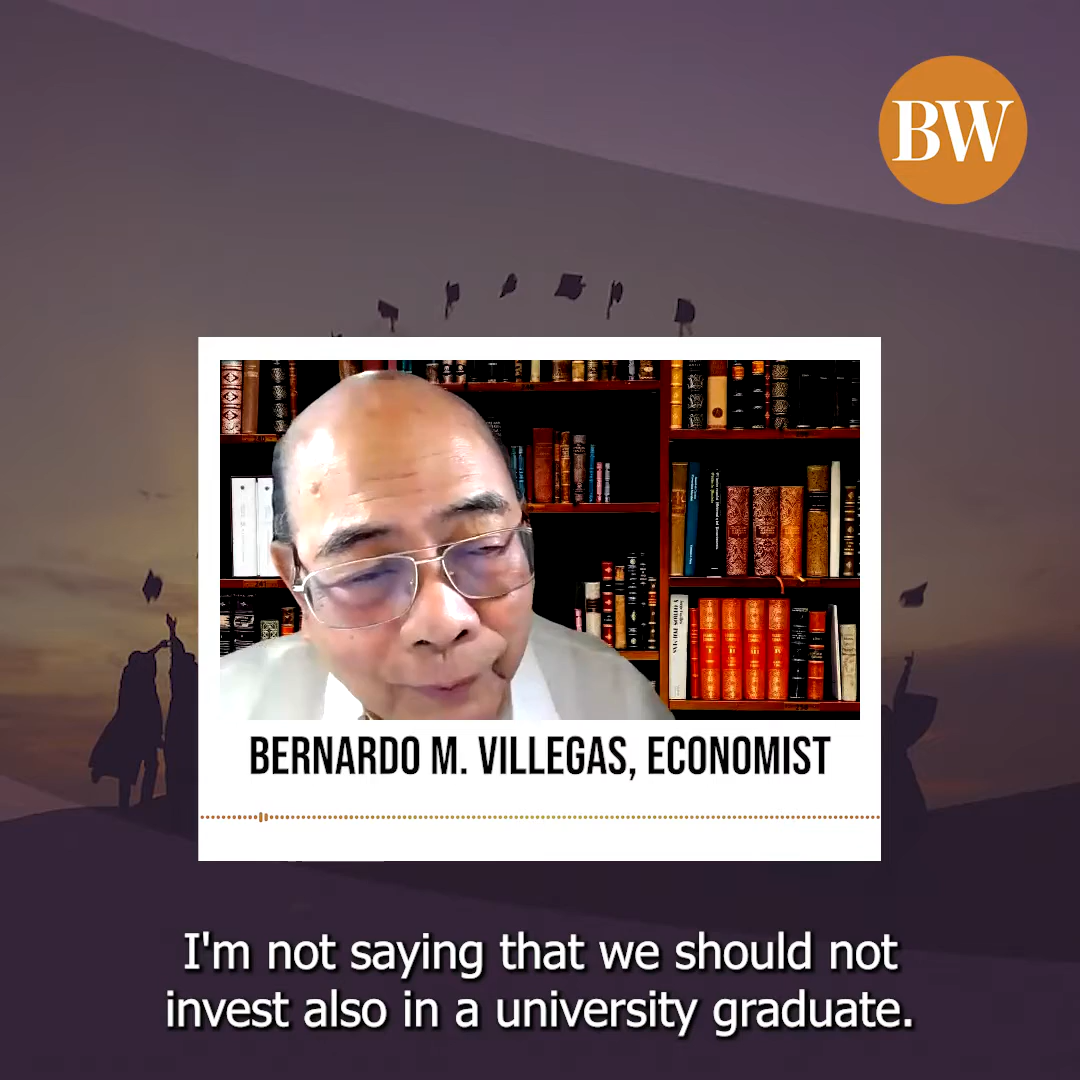 BW
BERNARDO M. VILLEGAS, ECONOMIST
I'm not saying that we should not
invest also in a university graduate.